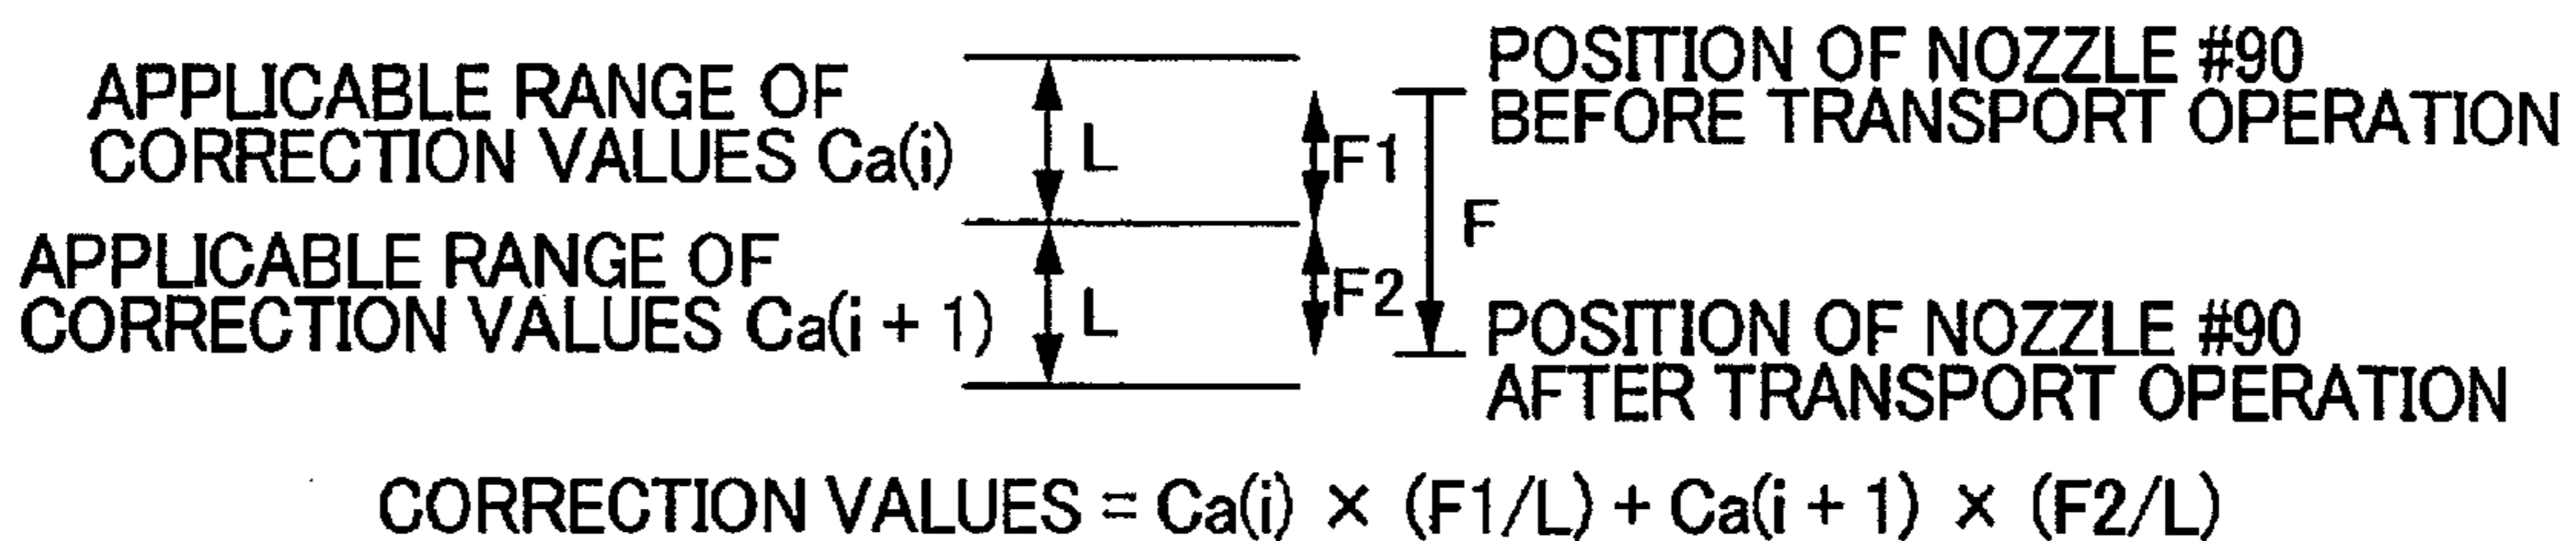 APPLICABLE RANGE OF
CORRECTION VALUES Ca(i)
L
F1
POSITION OF NOZZLE #90
BEFORE TRANSPORT OPERATION
F
APPLICABLE RANGE OF
CORRECTION VALUES Ca(i + 1)
L
F2
POSITION OF NOZZLE #90
AFTER TRANSPORT OPERATION
CORRECTION VALUES = Ca(i) × (F1/L) + Ca(i + 1) × (F2/L)